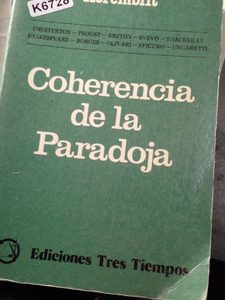 K6728
CHESTERTON - PROUST - BRETON - SVEVO - THACKERAY
SHAKESPEARE - BORGES - OLIVARI - EPICURO - UNGARETTI
Coherencia
de la
Paradoja
Ediciones Tres Tiempos